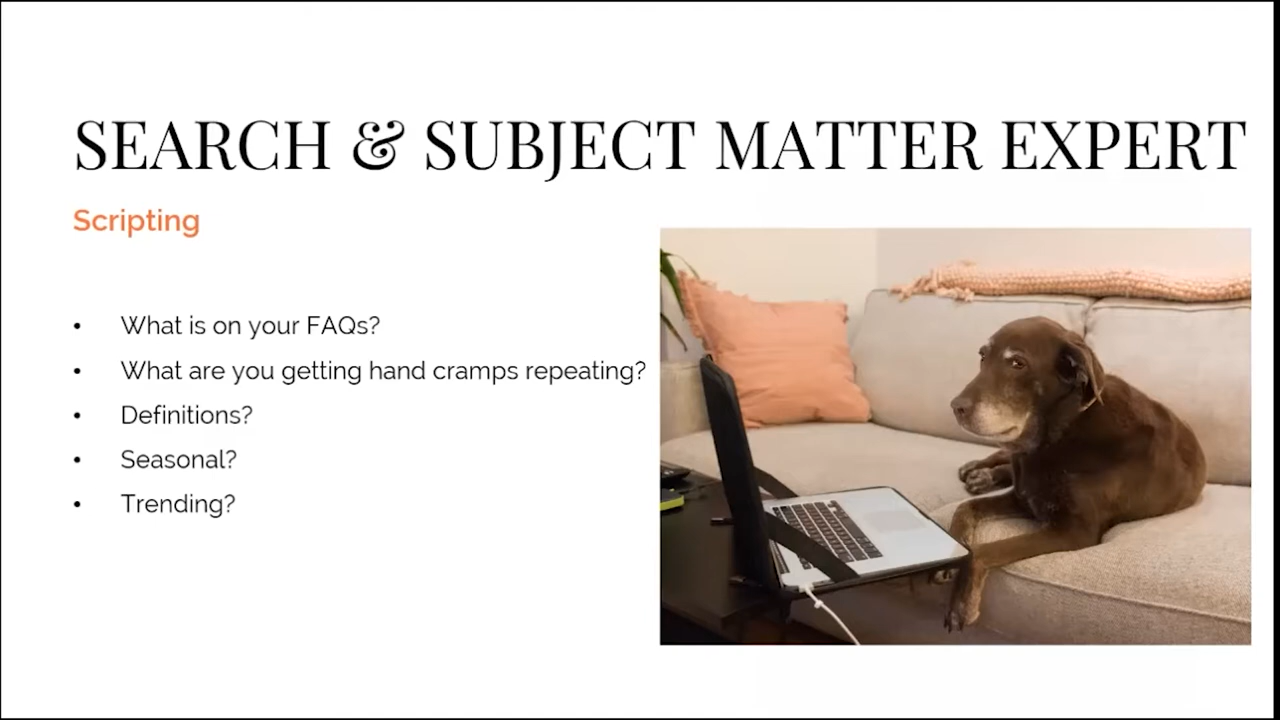 SEARCH & SUBJECT MATTER EXPERT
Scripting
• What is on your FAQs?
• What are you getting hand cramps repeating?
• Definitions?
• Seasonal?
• Trending?